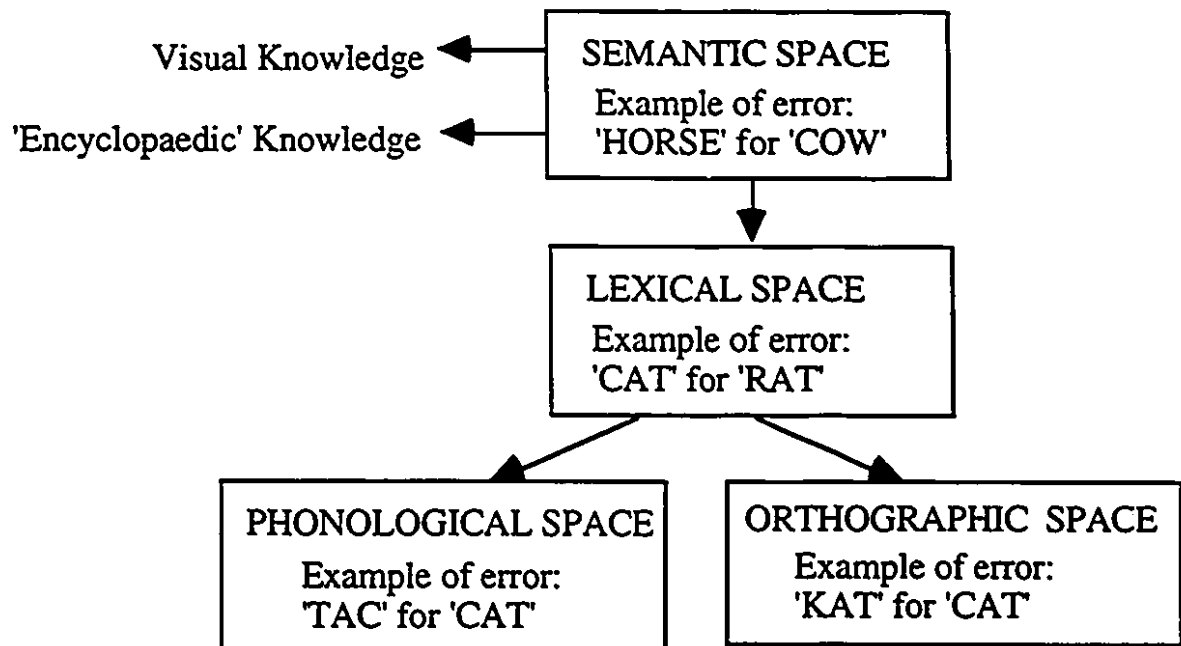 Visual Knowledge
'Encyclopaedic' Knowledge
SEMANTIC SPACE
Example of error:
'HORSE' for 'COW'
LEXICAL SPACE
Example of error:
'CAT' for 'RAT'
PHONOLOGICAL SPACE
Example of error:
'TAC' for 'CAT'
ORTHOGRAPHIC SPACE
Example of error:
'KAT' for 'CAT'